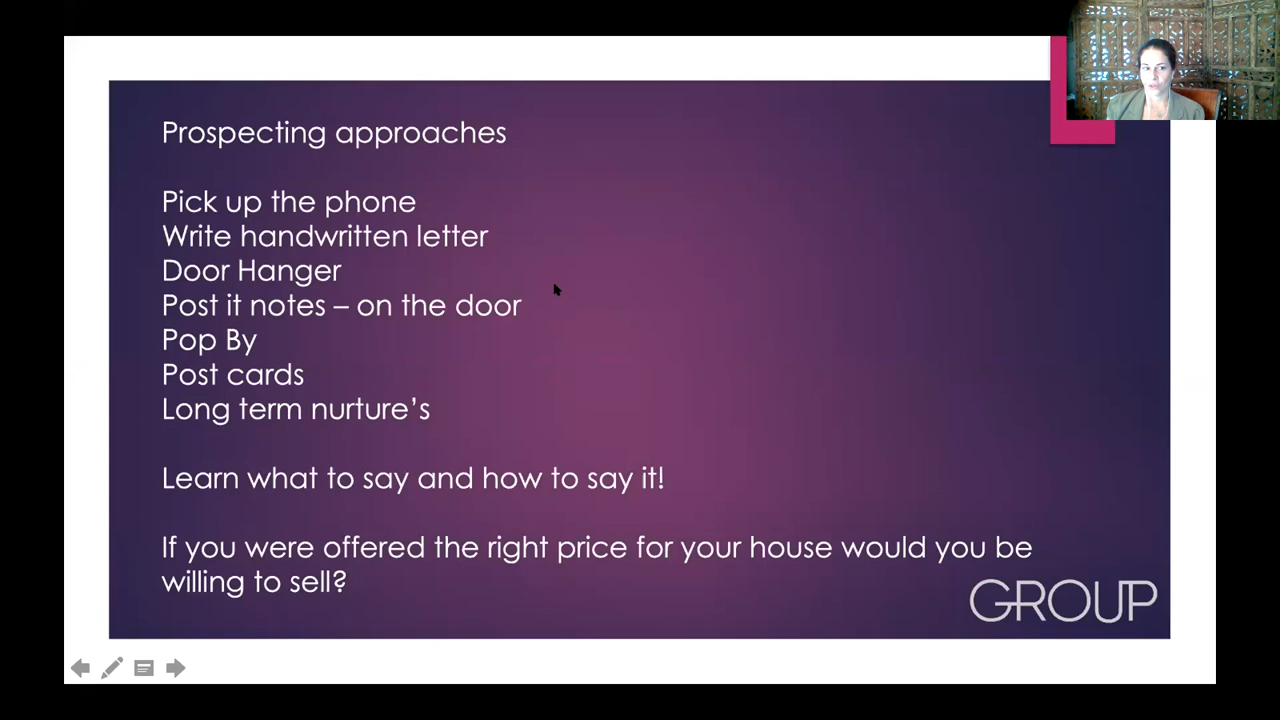 Prospecting approaches
Pick up the phone
Write handwritten letter
Door Hanger
Post it notes – on the door
Pop By
Post cards
Long term nurture’s
Learn what to say and how to say it!
If you were offered the right price for your house would you be
willing to sell?
GROUP